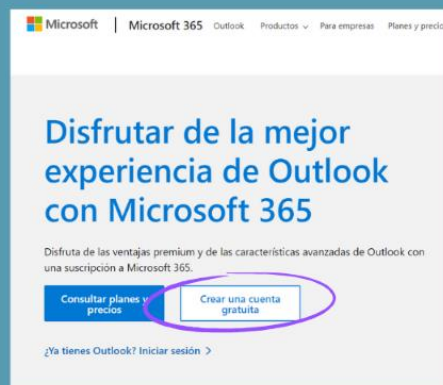 Microsoft | Microsoft 365 Outlook Productos Para empresas Planes y precio
Disfrutar de la mejor
experiencia de Outlook
con Microsoft 365
Disfruta de las ventajas premium y de las características avanzadas de Outlook con
una suscripción a Microsoft 365.
Consultar planes y
precios
Crear una cuenta
gratuita
¿Ya tienes Outlook? Iniciar sesión >